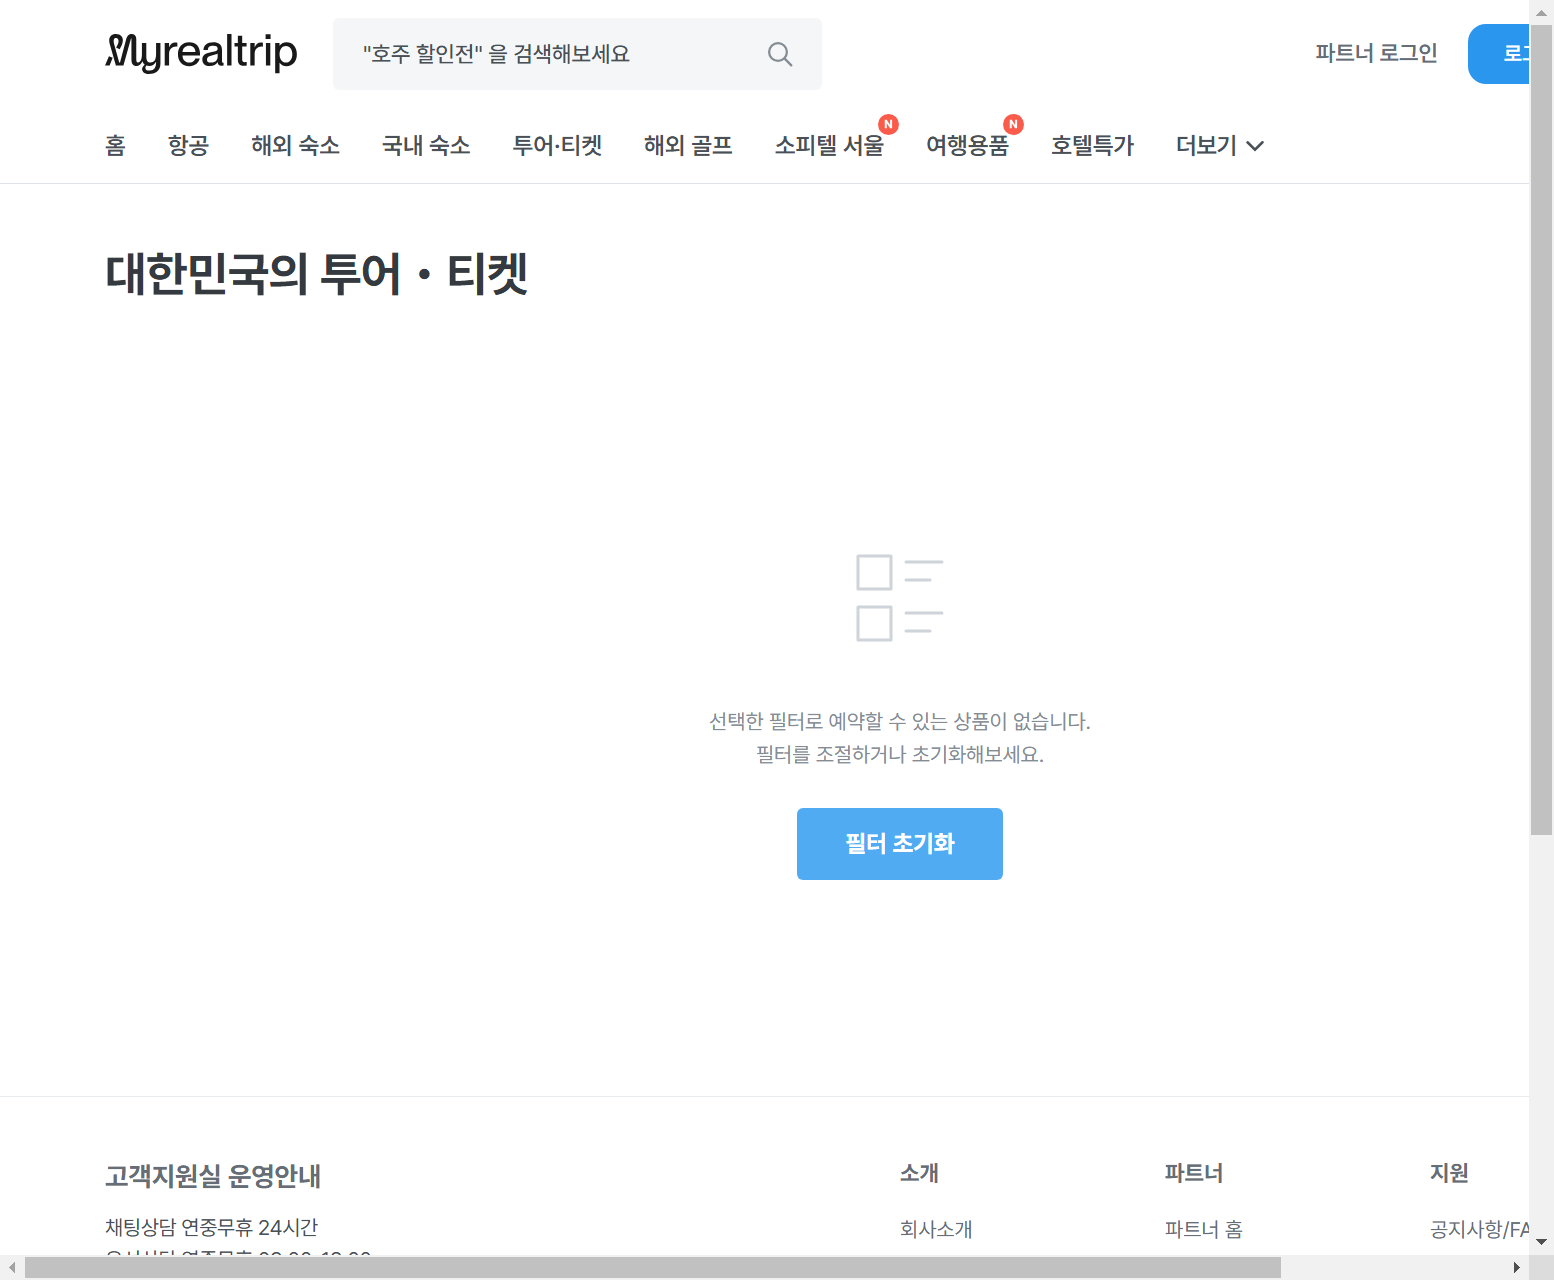 Myrealtrip
"호주 할인전" 을 검색해보세요
파트너 로그인
홈 항공 해외 숙소 국내 숙소 투어·티켓 해외 골프 소피텔 서울 N 여행용품 N 호텔특가 더보기
대한민국의 투어・티켓
선택한 필터로 예약할 수 있는 상품이 없습니다.
필터를 조절하거나 초기화해보세요.
필터 초기화
고객지원실 운영안내
채팅상담 연중무휴 24시간
소개
회사소개
파트너
파트너 홈
지원
공지사항/FA